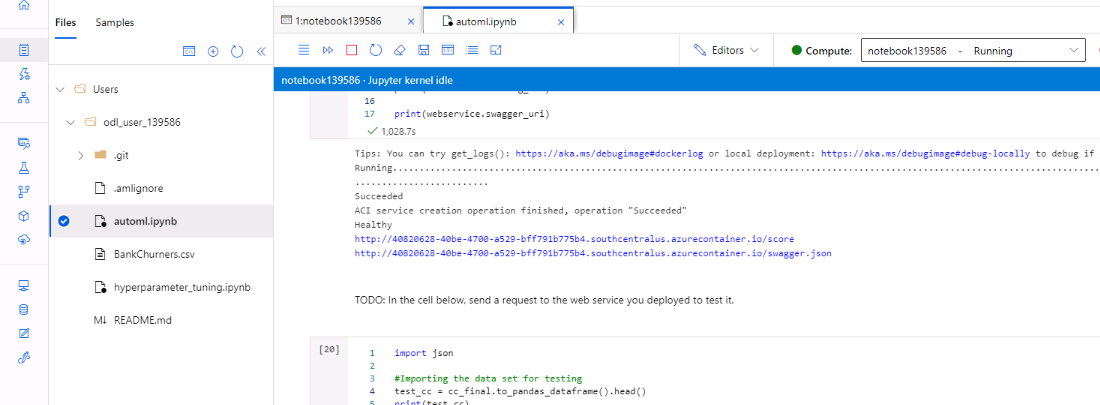 Files Samples
1:notebook139586 ×
automl.ipynb ×
Editors
Compute: notebook139586 - Running
notebook139586 · Jupyter kernel idle
Users
odl_user_139586
.git
.amlignore
automl.ipynb
BankChurners.csv
hyperparameter_tuning.ipynb
M↓ README.md
16
17 print(webservice.swagger_uri)
✓ 1,028.7s
Tips: You can try get_logs(): https://aka.ms/debugimage#dockerlog or local deployment: https://aka.ms/debugimage#debug-locally to debug if
Running................................................................................................................................
.........................
Succeeded
ACI service creation operation finished, operation "Succeeded"
Healthy
http://40820628-40be-4700-a529-bff791b775b4.southcentralus.azurecontainer.io/score
http://40820628-40be-4700-a529-bff791b775b4.southcentralus.azurecontainer.io/swagger.json
TODO: In the cell below, send a request to the web service you deployed to test it.
[20]
1 import json
2
3 #Importing the data set for testing
4 test_cc = cc_final.to_pandas_dataframe().head()
5 print(test_cc)